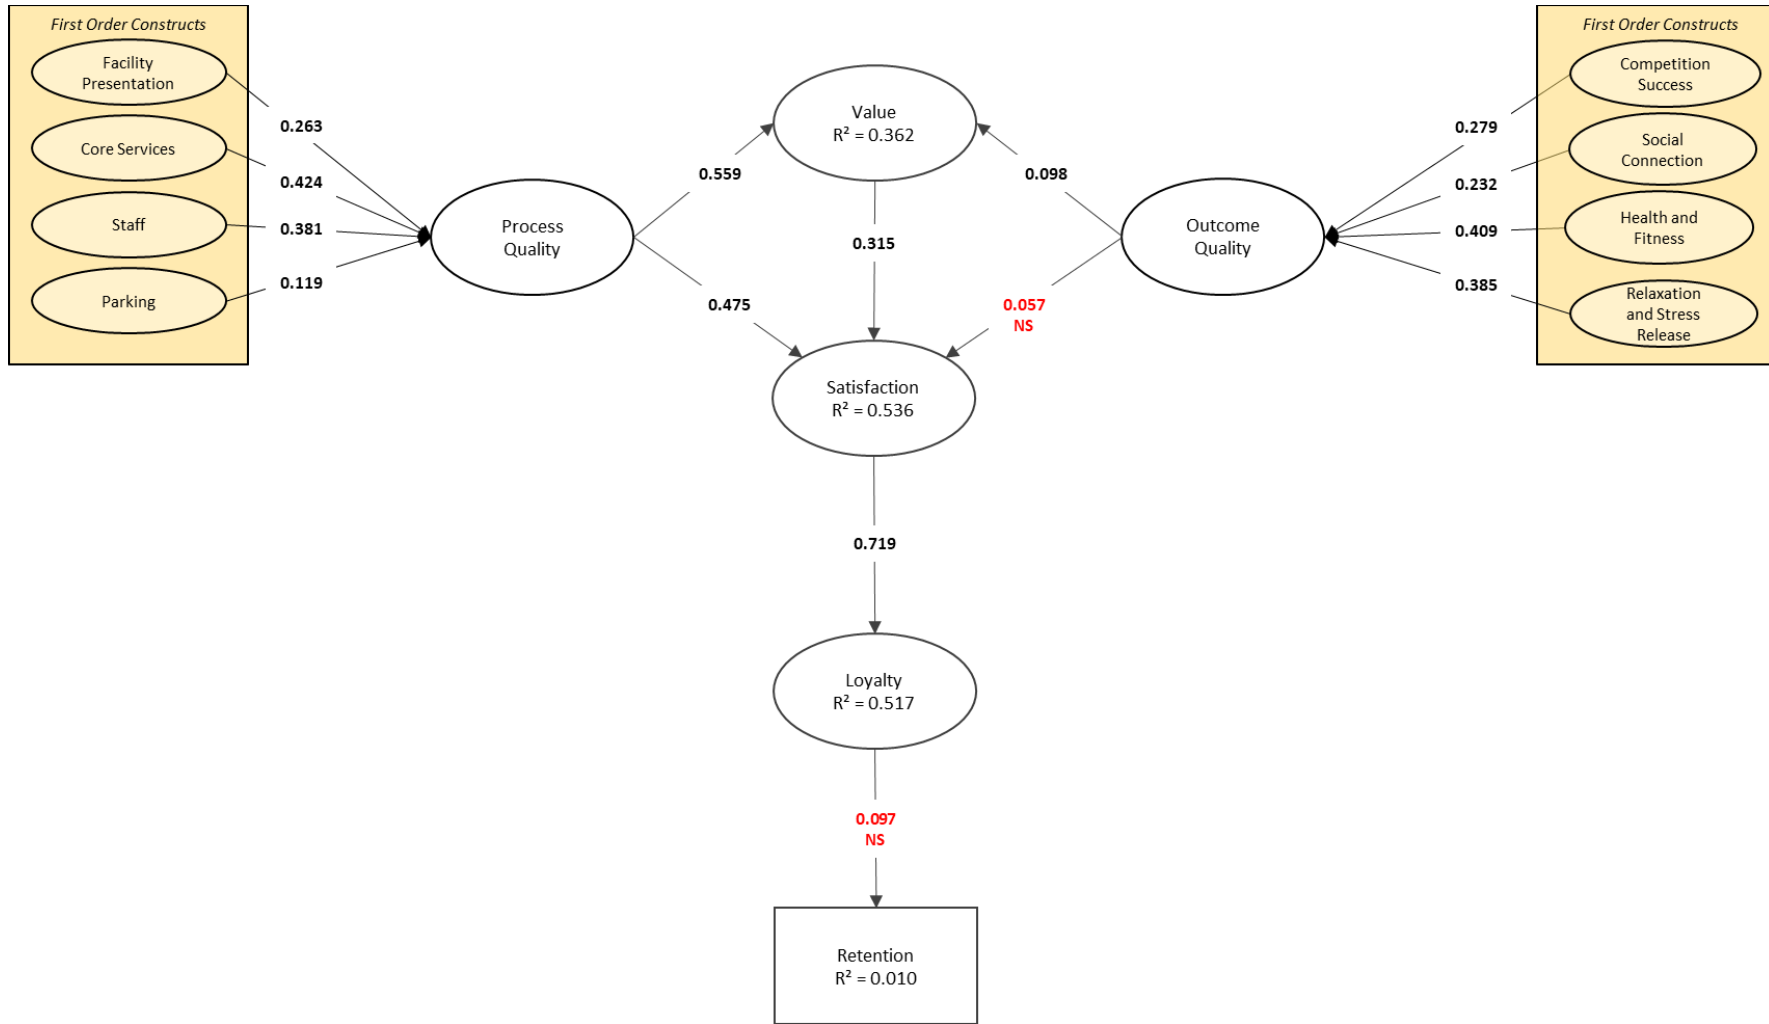 First Order Constructs
Facility
Presentation
Core Services
Staff
Parking
0.263
0.424
0.381
0.119
Process
Quality
0.559
0.475
Value
R² = 0.362
0.315
0.098
0.057
NS
Outcome
Quality
0.279
0.232
0.409
0.385
First Order Constructs
Competition
Success
Social
Connection
Health and
Fitness
Relaxation
and Stress
Release
Satisfaction
R² = 0.536
0.719
Loyalty
R² = 0.517
0.097
NS
Retention
R² = 0.010